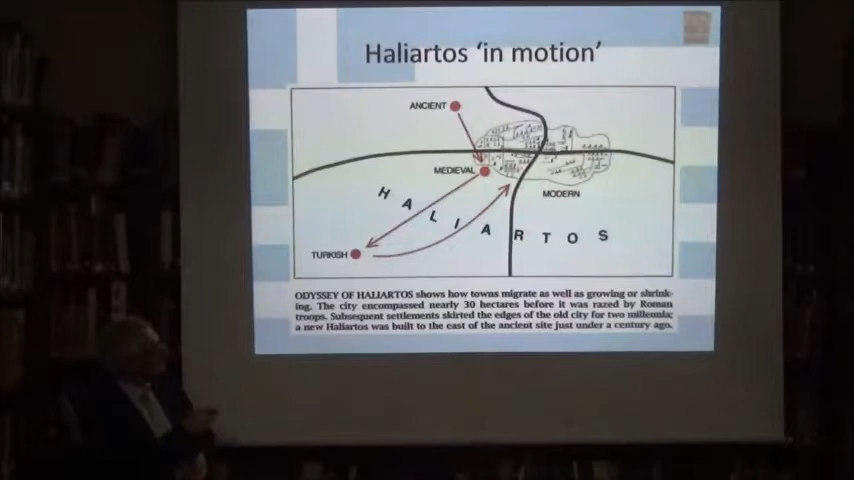 Haliartos 'in motion'
ANCIENT
MEDIEVAL
MODERN
HALIARTOS
TURKISH
ODYSSEY OF HALIARTOS shows how towns migrate as well as growing or shrink-
ing. The city encompassed nearly 30 hectares before it was razed by Roman
troops. Subsequent settlements skirted the edges of the old city for two millennia;
a new Haliartos was built to the east of the ancient site just under a century ago.